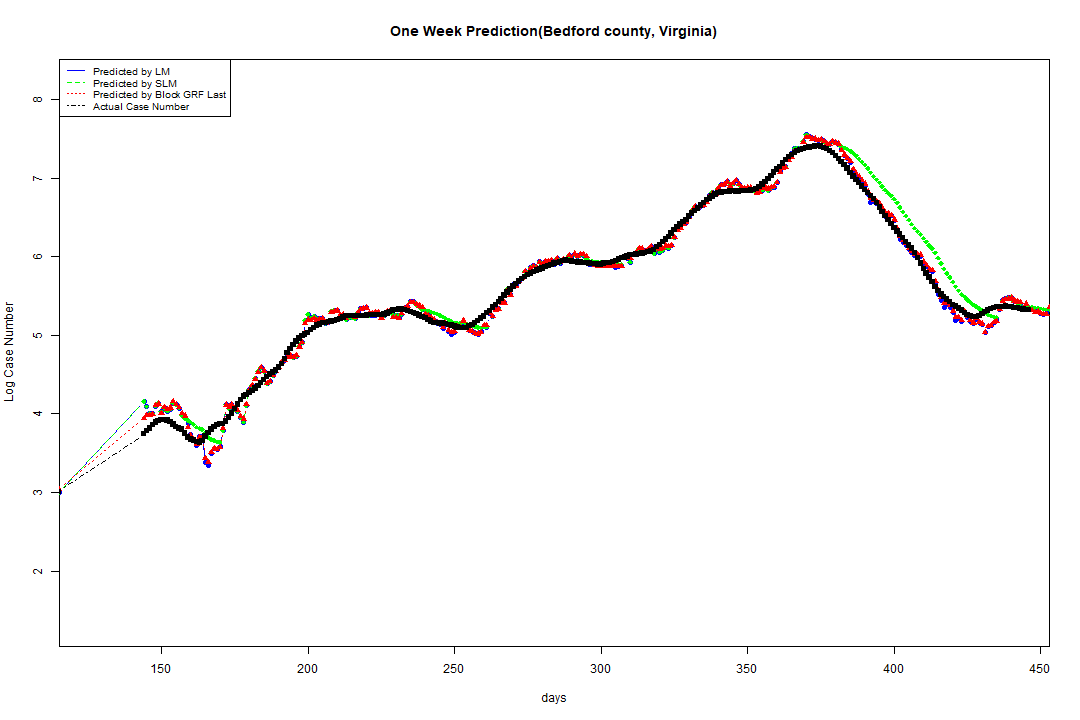 One Week Prediction(Bedford county, Virginia)
Predicted by LM
Predicted by SLM
Predicted by Block GRF Last
Actual Case Number
8
7
6
5
4
3
2
Log Case Number
150 200 250 300 350 400 450
days